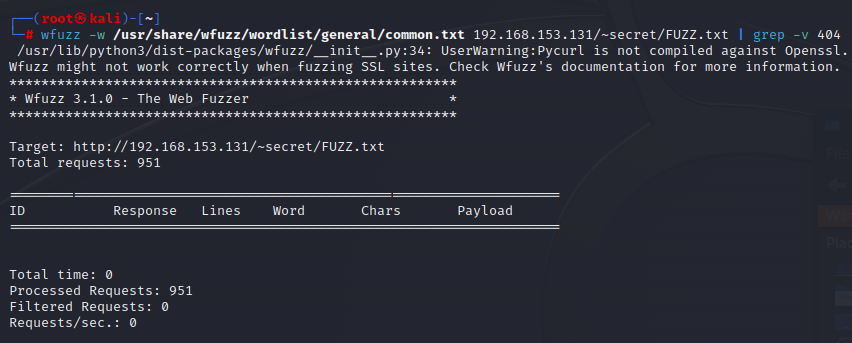 ┌──(root㉿kali)-[~]
└─# wfuzz -w /usr/share/wfuzz/wordlist/general/common.txt 192.168.153.131/~secret/FUZZ.txt | grep -v 404
 /usr/lib/python3/dist-packages/wfuzz/__init__.py:34: UserWarning:Pycurl is not compiled against Openssl.
Wfuzz might not work correctly when fuzzing SSL sites. Check Wfuzz's documentation for more information.
********************************************************
* Wfuzz 3.1.0 - The Web Fuzzer                         *
********************************************************
Target: http://192.168.153.131/~secret/FUZZ.txt
Total requests: 951
=====================================================================
ID           Response   Lines    Word       Chars       Payload
=====================================================================
Total time: 0
Processed Requests: 951
Filtered Requests: 0
Requests/sec.: 0